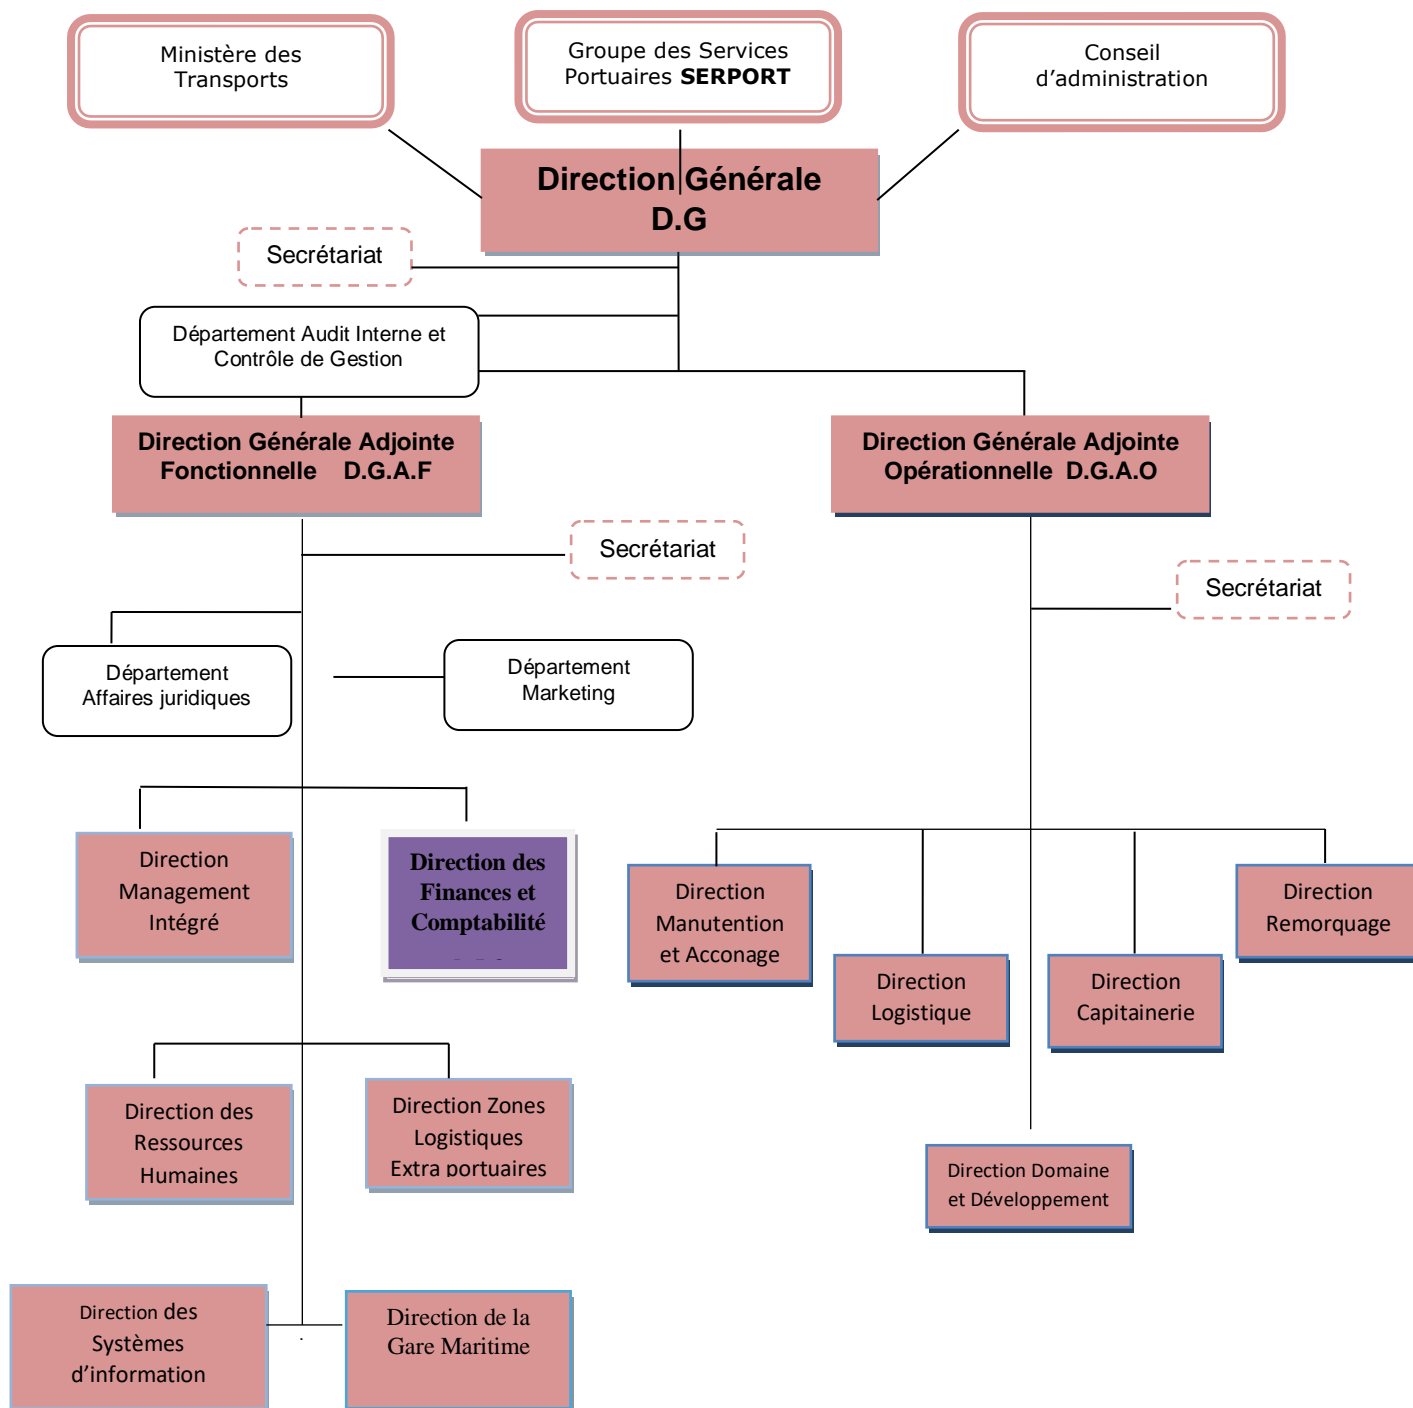 Ministère des
Transports
Groupe des Services
Portuaires SERPORT
Conseil
d’administration
Direction Générale
D.G
Secrétariat
Département Audit Interne et
Contrôle de Gestion
Direction Générale Adjointe
Fonctionnelle D.G.A.F
Direction Générale Adjointe
Opérationnelle D.G.A.O
Secrétariat
Secrétariat
Département
Affaires juridiques
Département
Marketing
Direction
Management
Intégré
Direction des
Finances et
Comptabilité
Direction
Manutention
et Acconage
Direction
Logistique
Direction
Capitainerie
Direction
Remorquage
Direction des
Ressources
Humaines
Direction Zones
Logistiques
Extra portuaires
Direction Domaine
et Développement
Direction des
Systèmes
d’information
Direction de la
Gare Maritime